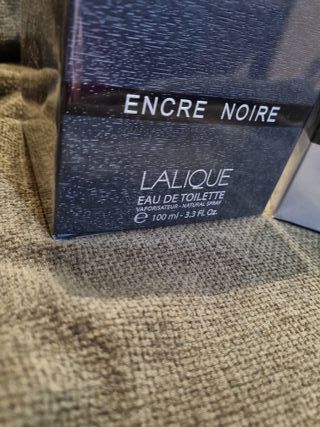 ENCRE NOIRE
LALIQUE
EAU DE TOILETTE
VAPORISATEUR - NATURAL SPRAY
℮ 100 ml - 3.3 fl. Oz.